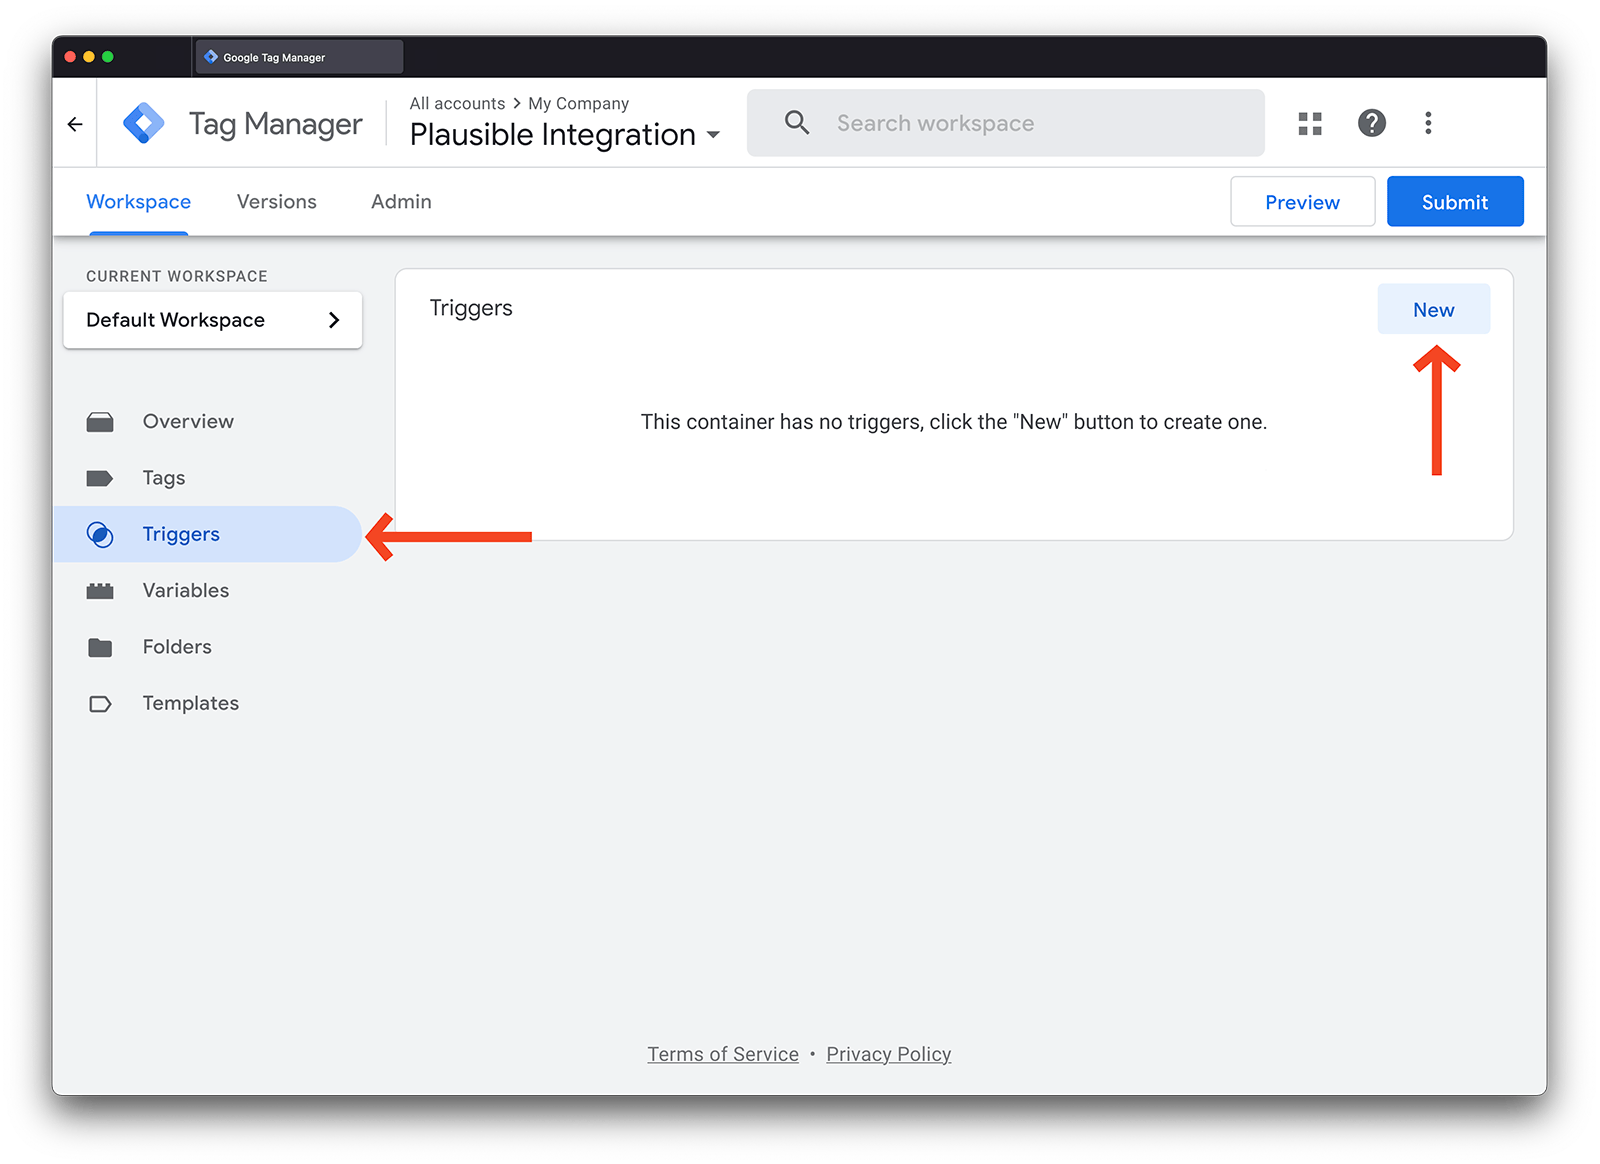 Google Tag Manager
Tag Manager
All accounts > My Company
Plausible Integration
Search workspace
Workspace
Versions
Admin
Preview
Submit
CURRENT WORKSPACE
Default Workspace
Overview
Tags
Triggers
Variables
Folders
Templates
Triggers
New
This container has no triggers, click the "New" button to create one.
Terms of Service • Privacy Policy